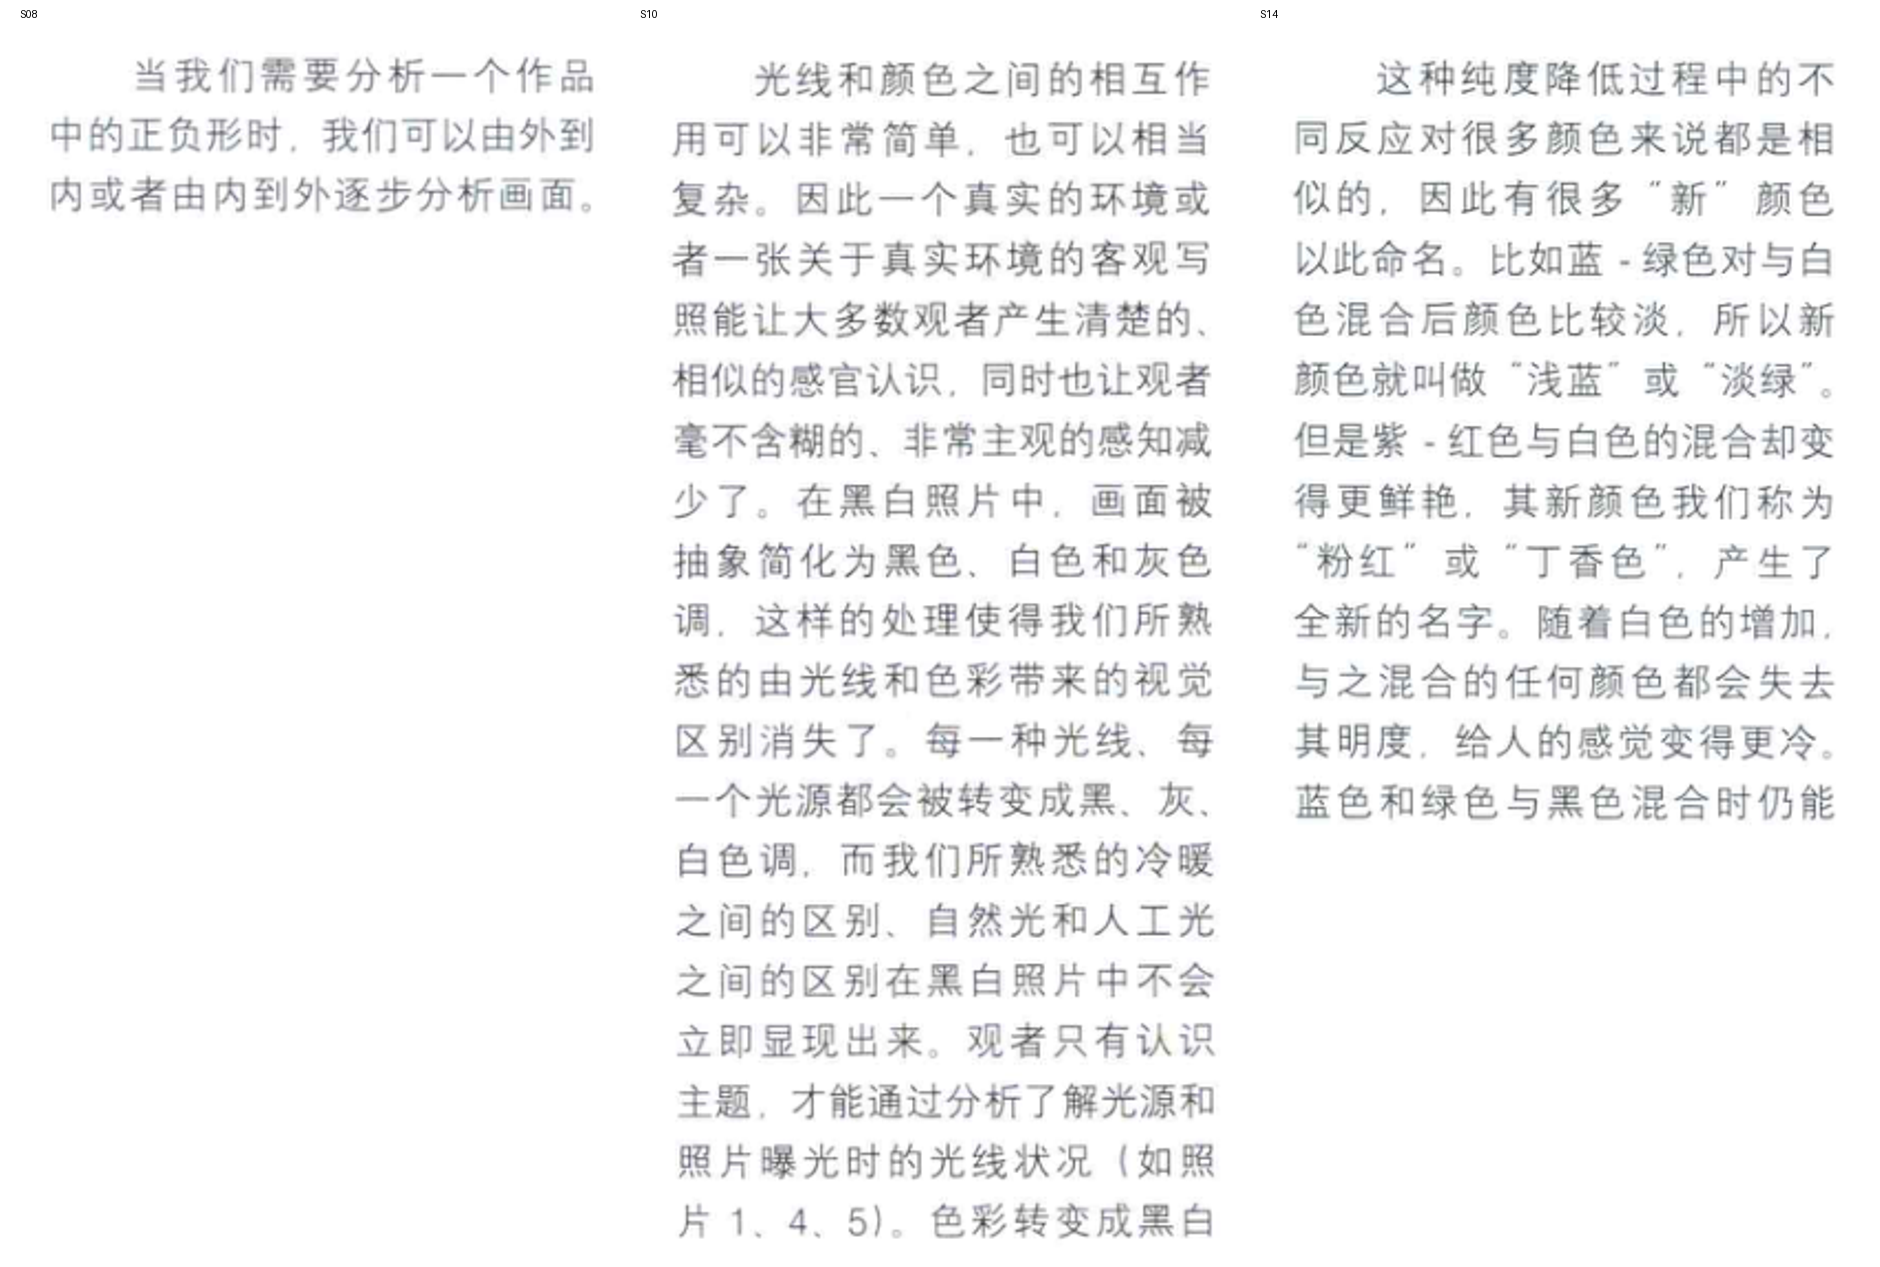 S08
当我们需要分析一个作品
中的正负形时，我们可以由外到
内或者由内到外逐步分析画面。
S10
光线和颜色之间的相互作
用可以非常简单，也可以相当
复杂。因此一个真实的环境或
者一张关于真实环境的客观写
照能让大多数观者产生清楚的、
相似的感官认识，同时也让观者
毫不含糊的、非常主观的感知减
少了。在黑白照片中，画面被
抽象简化为黑色、白色和灰色
调，这样的处理使得我们所熟
悉的由光线和色彩带来的视觉
区别消失了。每一种光线、每
一个光源都会被转变成黑、灰、
白色调，而我们所熟悉的冷暖
之间的区别、自然光和人工光
之间的区别在黑白照片中不会
立即显现出来。观者只有认识
主题，才能通过分析了解光源和
照片曝光时的光线状况（如照
片 1、4、5）。色彩转变成黑白
S14
这种纯度降低过程中的不
同反应对很多颜色来说都是相
似的，因此有很多“新”颜色
以此命名。比如蓝 - 绿色对与白
色混合后颜色比较淡，所以新
颜色就叫做“浅蓝”或“淡绿”。
但是紫 - 红色与白色的混合却变
得更鲜艳，其新颜色我们称为
“粉红”或“丁香色”，产生了
全新的名字。随着白色的增加，
与之混合的任何颜色都会失去
其明度，给人的感觉变得更冷。
蓝色和绿色与黑色混合时仍能